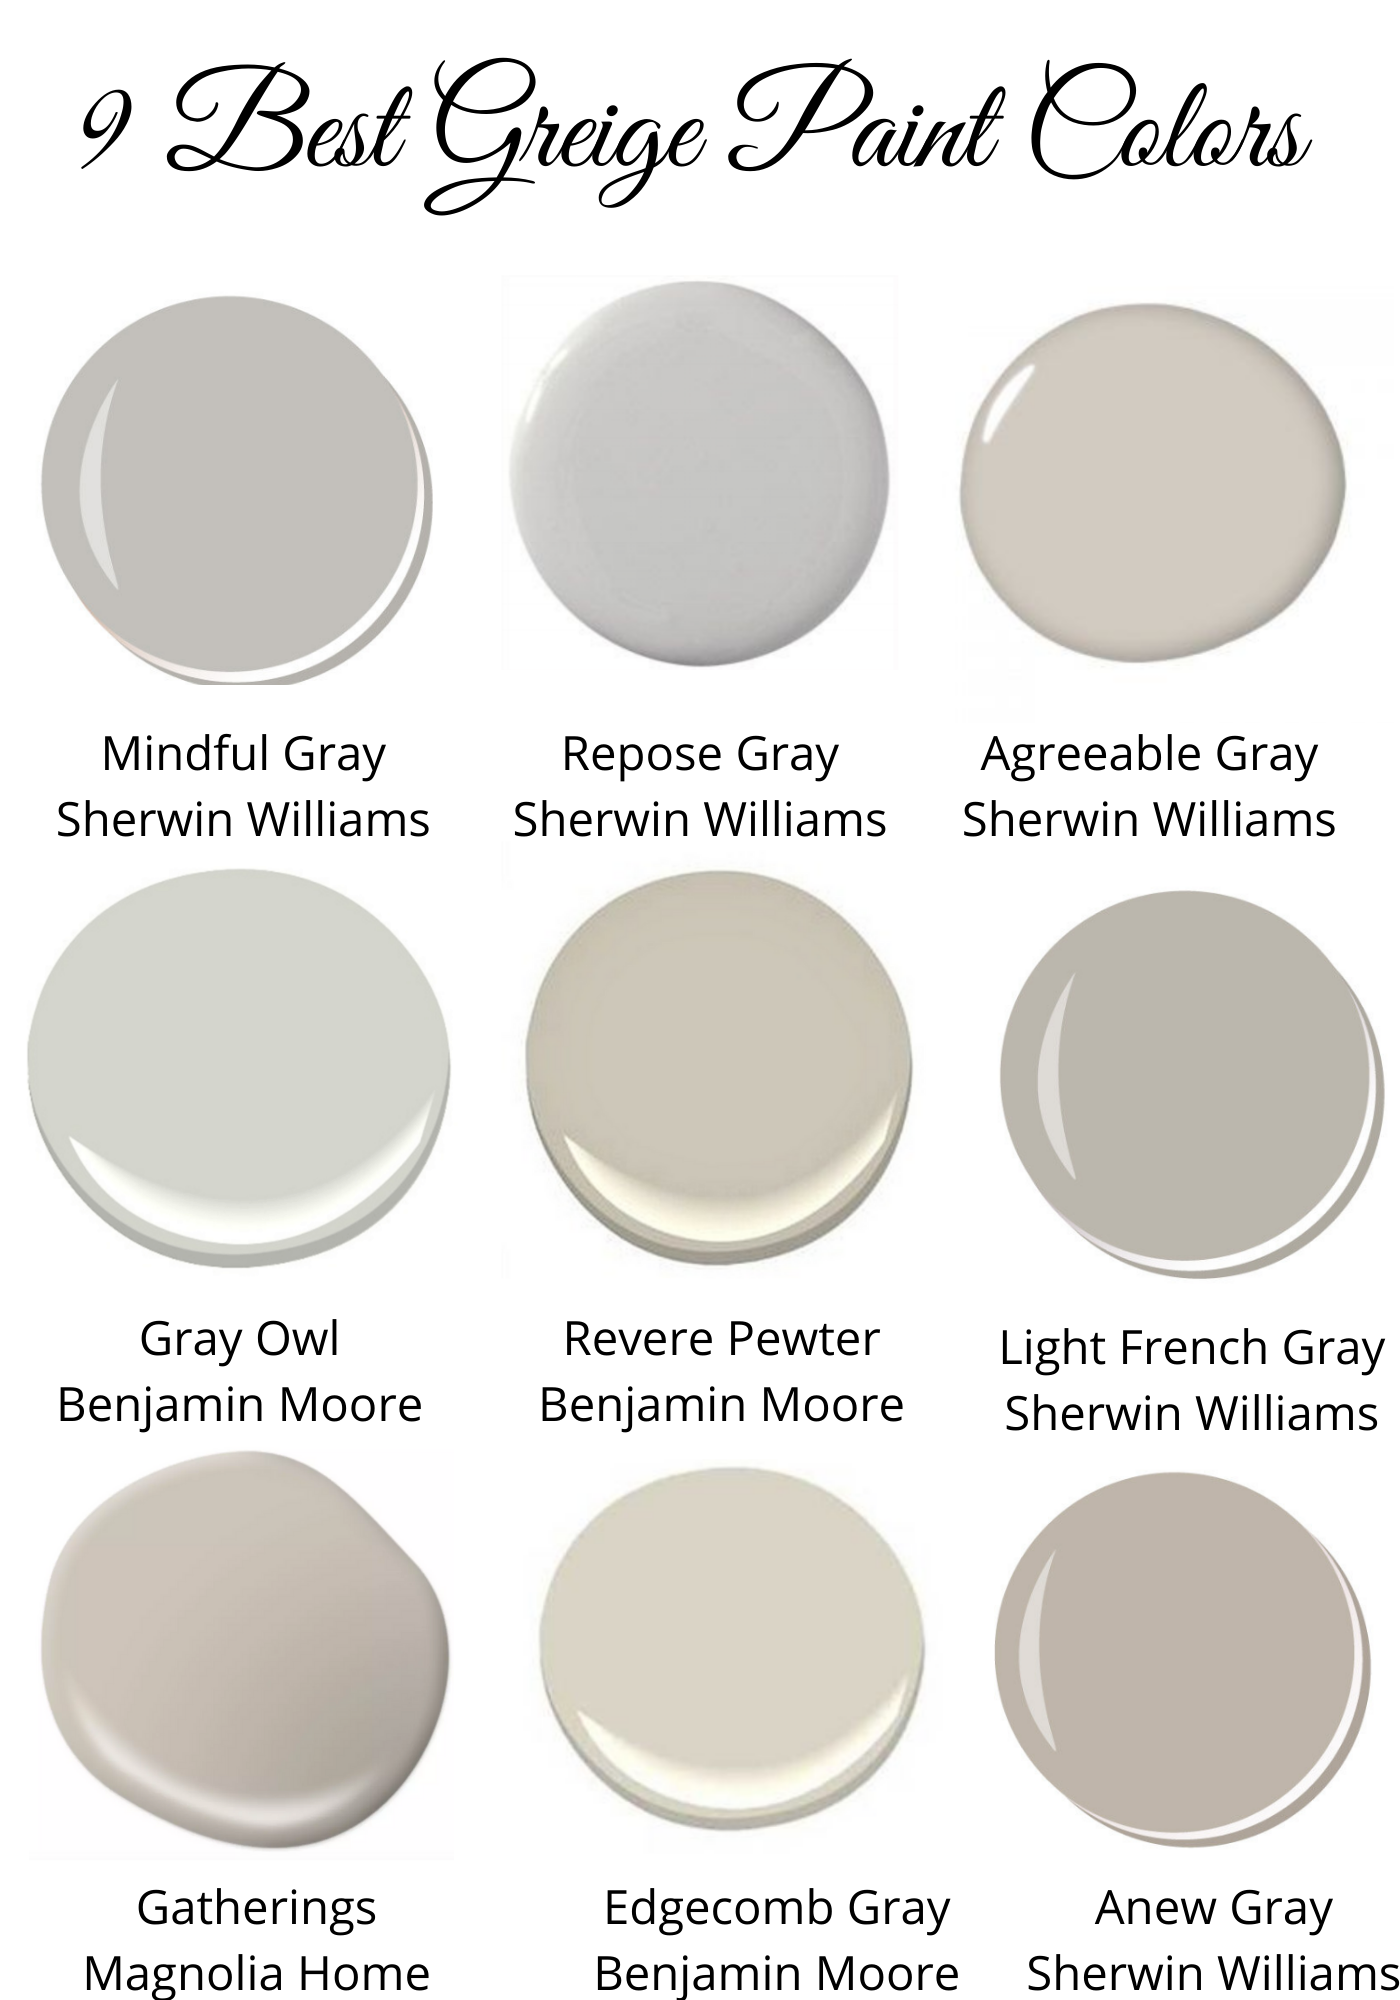 9 Best Greige Paint Colors
Mindful Gray
Sherwin Williams
Repose Gray
Sherwin Williams
Agreeable Gray
Sherwin Williams
Gray Owl
Benjamin Moore
Revere Pewter
Benjamin Moore
Light French Gray
Sherwin Williams
Gatherings
Magnolia Home
Edgecomb Gray
Benjamin Moore
Anew Gray
Sherwin Williams